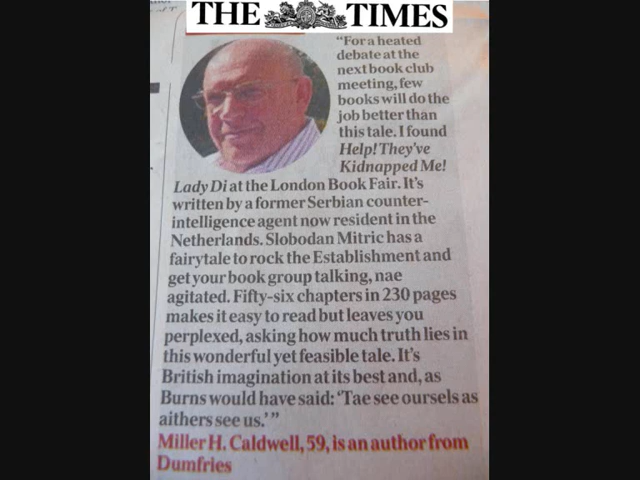 THE TIMES
“For a heated
debate at the
next book club
meeting, few
books will do the
job better than
this tale. I found
Help! They’ve
Kidnapped Me!
Lady Di at the London Book Fair. It’s
written by a former Serbian counter-
intelligence agent now resident in the
Netherlands. Slobodan Mitric has a
fairytale to rock the Establishment and
get your book group talking, nae
agitated. Fifty-six chapters in 230 pages
makes it easy to read but leaves you
perplexed, asking how much truth lies in
this wonderful yet feasible tale. It’s
British imagination at its best and, as
Burns would have said: ‘Tae see oursels as
aithers see us.’”
Miller H. Caldwell, 59, is an author from
Dumfries